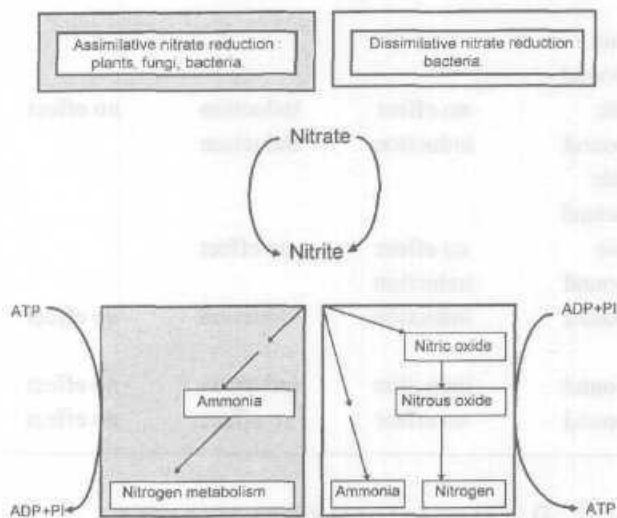 Assimilative nitrate reduction :
plants, fungi, bacteria.
Dissimilative nitrate reduction :
bacteria.
Nitrate
Nitrite
ATP
ADP+PI
Nitric oxide
Ammonia
Nitrous oxide
Nitrogen metabolism
Ammonia
Nitrogen
ADP+PI
ATP